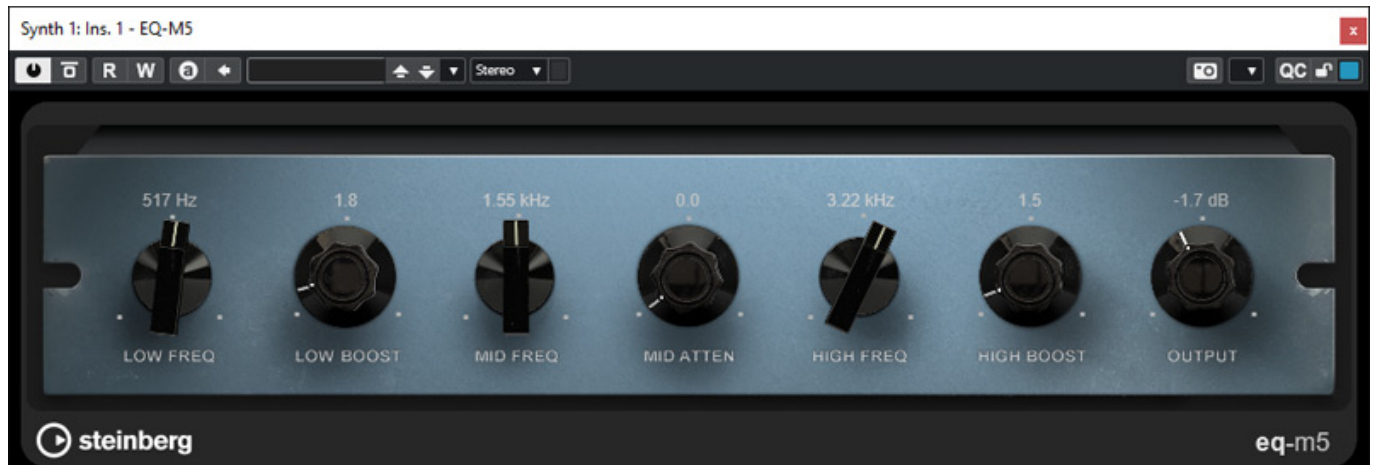 Synth 1: Ins. 1 - EQ-M5
x
R W a Stereo QC
517 Hz 1.8 1.55 kHz 0.0 3.22 kHz 1.5 -1.7 dB
LOW FREQ LOW BOOST MID FREQ MID ATTEN HIGH FREQ HIGH BOOST OUTPUT
steinberg eq-m5